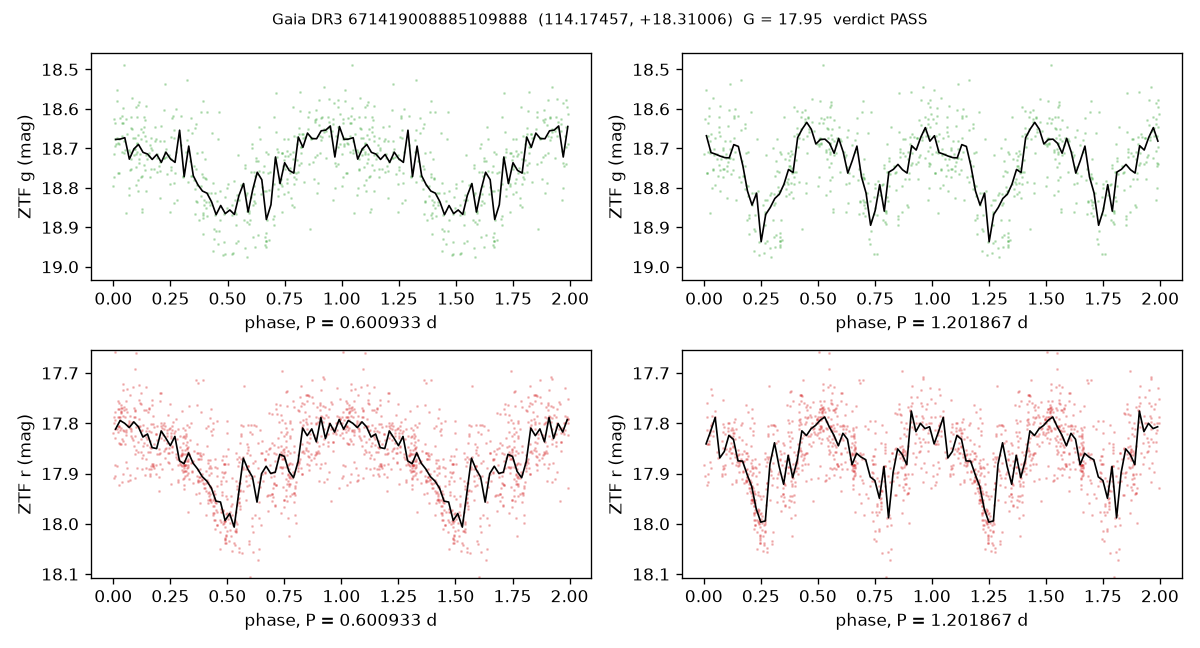 Gaia DR3 671419008885109888 (114.17457, +18.31006) G = 17.95 verdict PASS
ZTF g (mag)
18.5
18.6
18.7
18.8
18.9
19.0
0.00 0.25 0.50 0.75 1.00 1.25 1.50 1.75 2.00
phase, P = 0.600933 d
ZTF g (mag)
18.5
18.6
18.7
18.8
18.9
19.0
0.00 0.25 0.50 0.75 1.00 1.25 1.50 1.75 2.00
phase, P = 1.201867 d
ZTF r (mag)
17.7
17.8
17.9
18.0
18.1
0.00 0.25 0.50 0.75 1.00 1.25 1.50 1.75 2.00
phase, P = 0.600933 d
ZTF r (mag)
17.7
17.8
17.9
18.0
18.1
0.00 0.25 0.50 0.75 1.00 1.25 1.50 1.75 2.00
phase, P = 1.201867 d